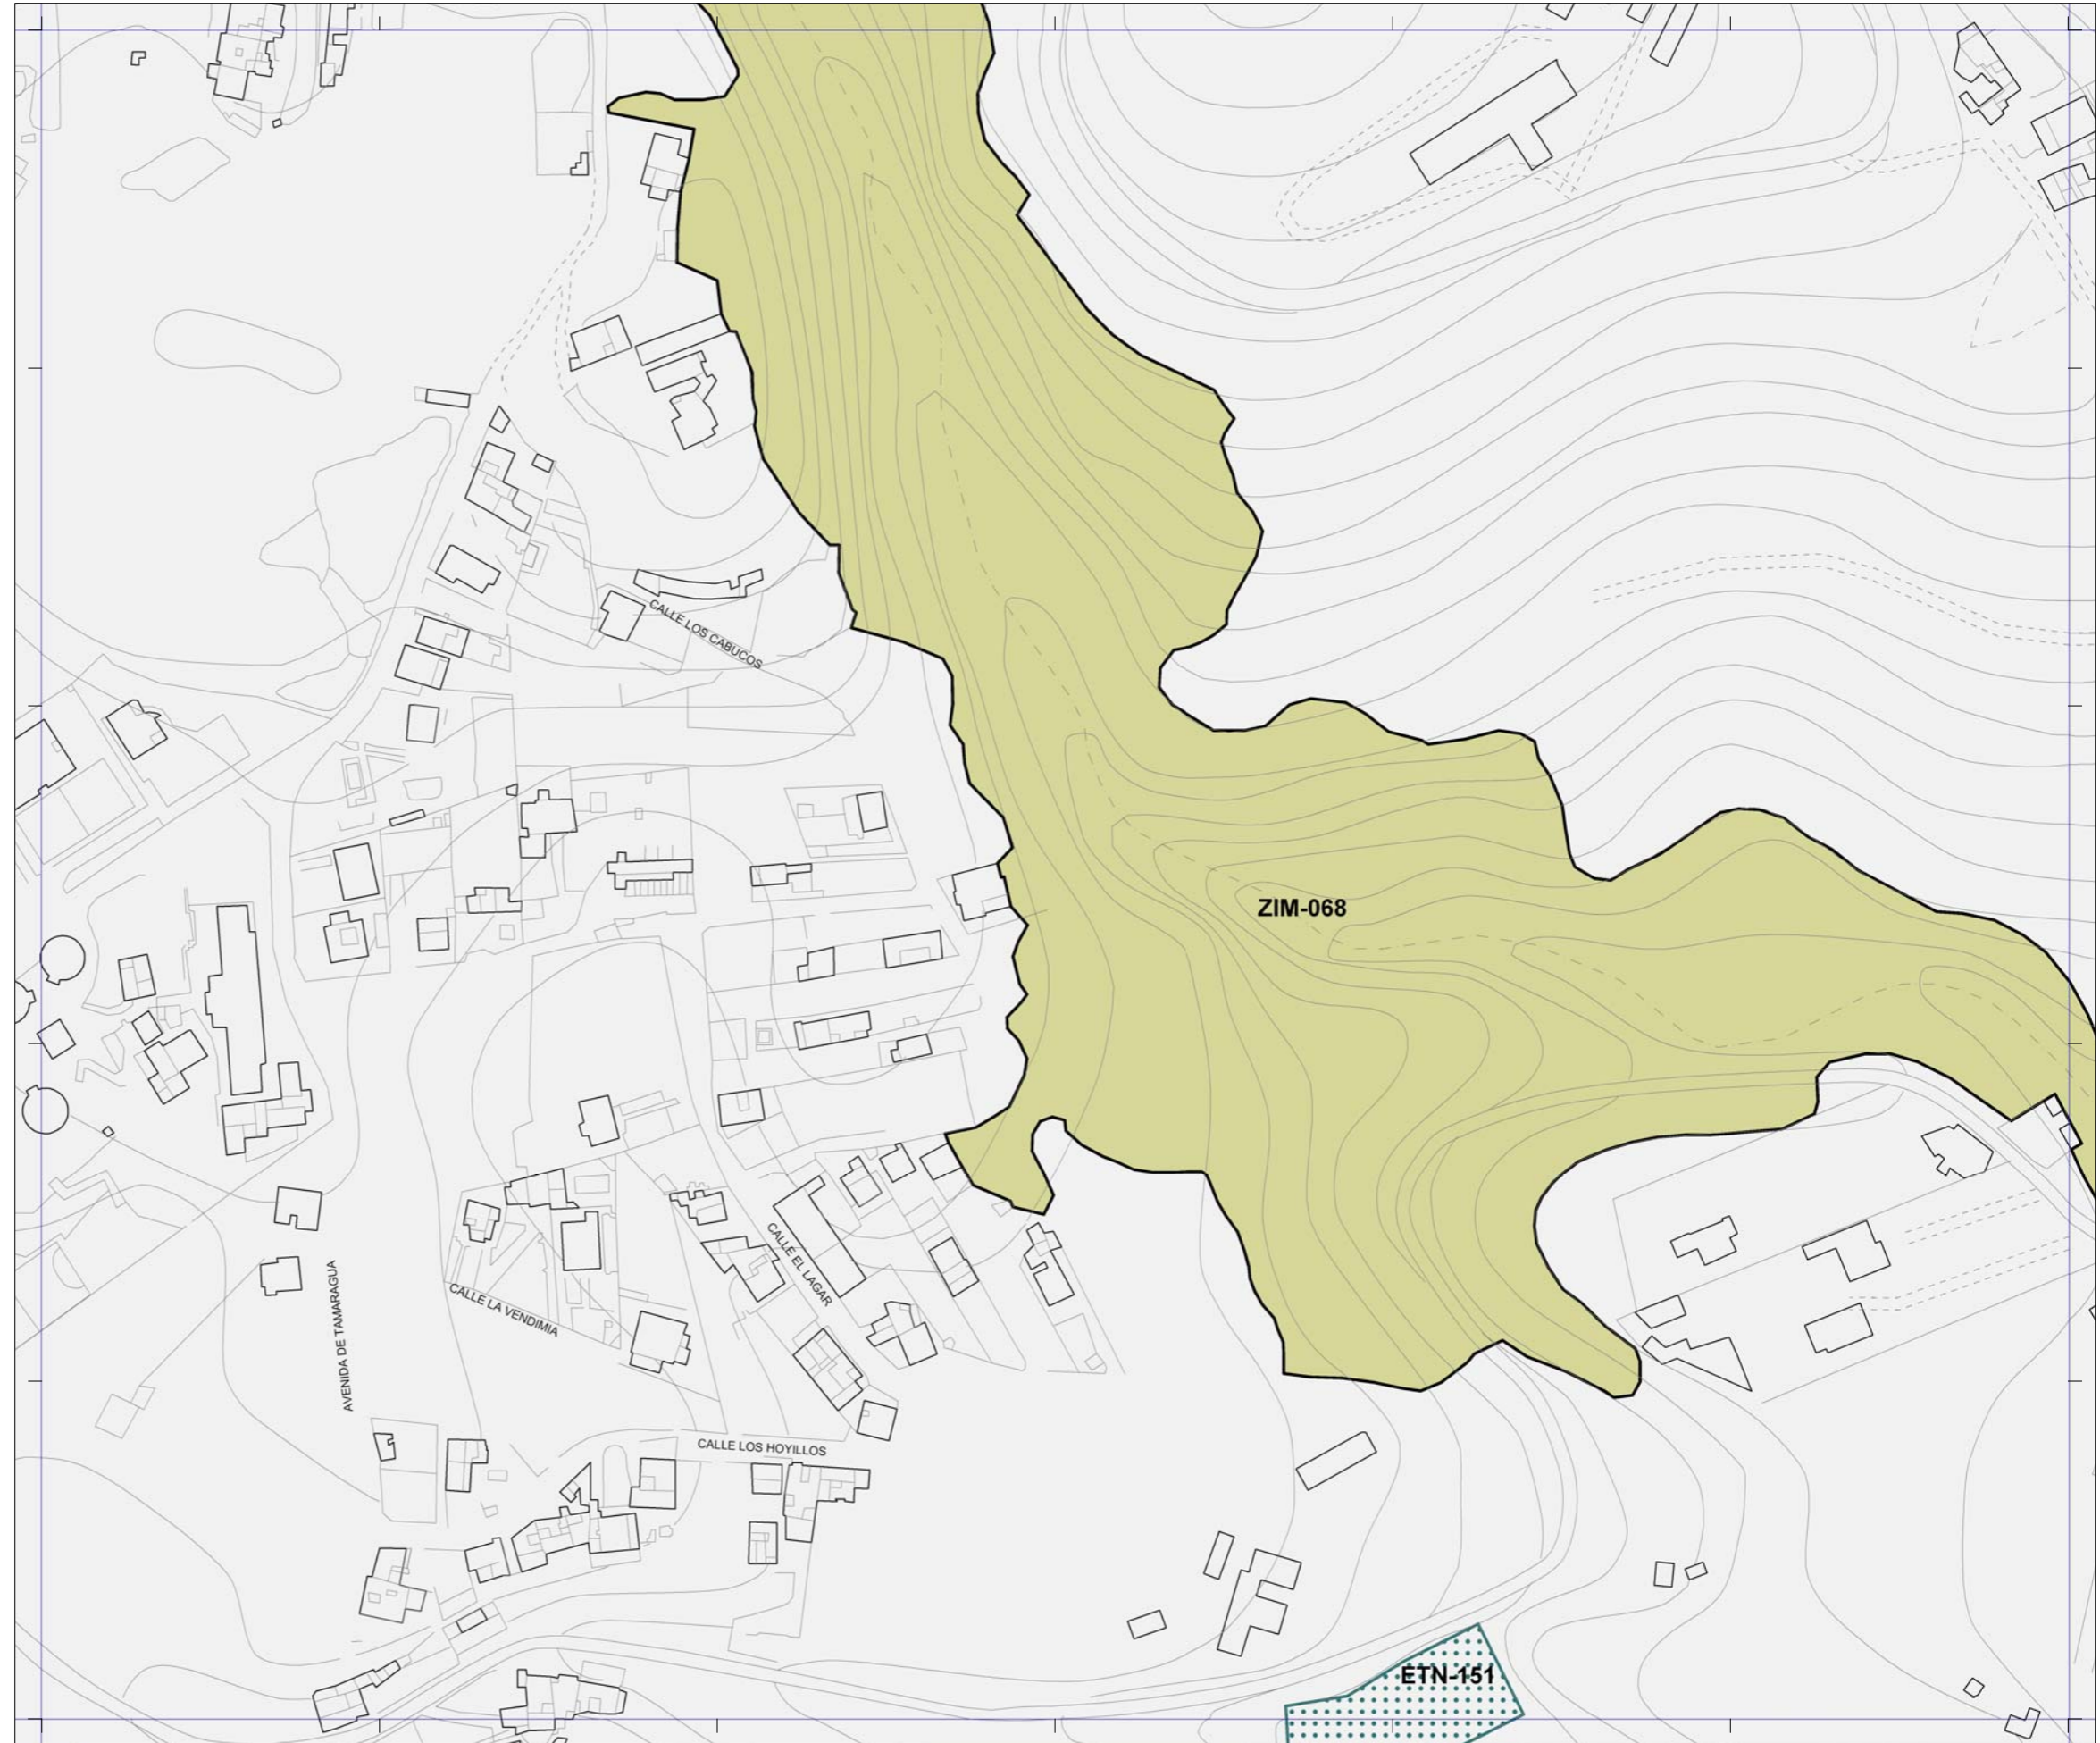 CALLE LOS CABUCOS
ZIM-068
CALLE EL LAGAR
CALLE LA VENDIMIA
AVENIDA DE TAMARAGUA
CALLE LOS HOYILLOS
ETN-151